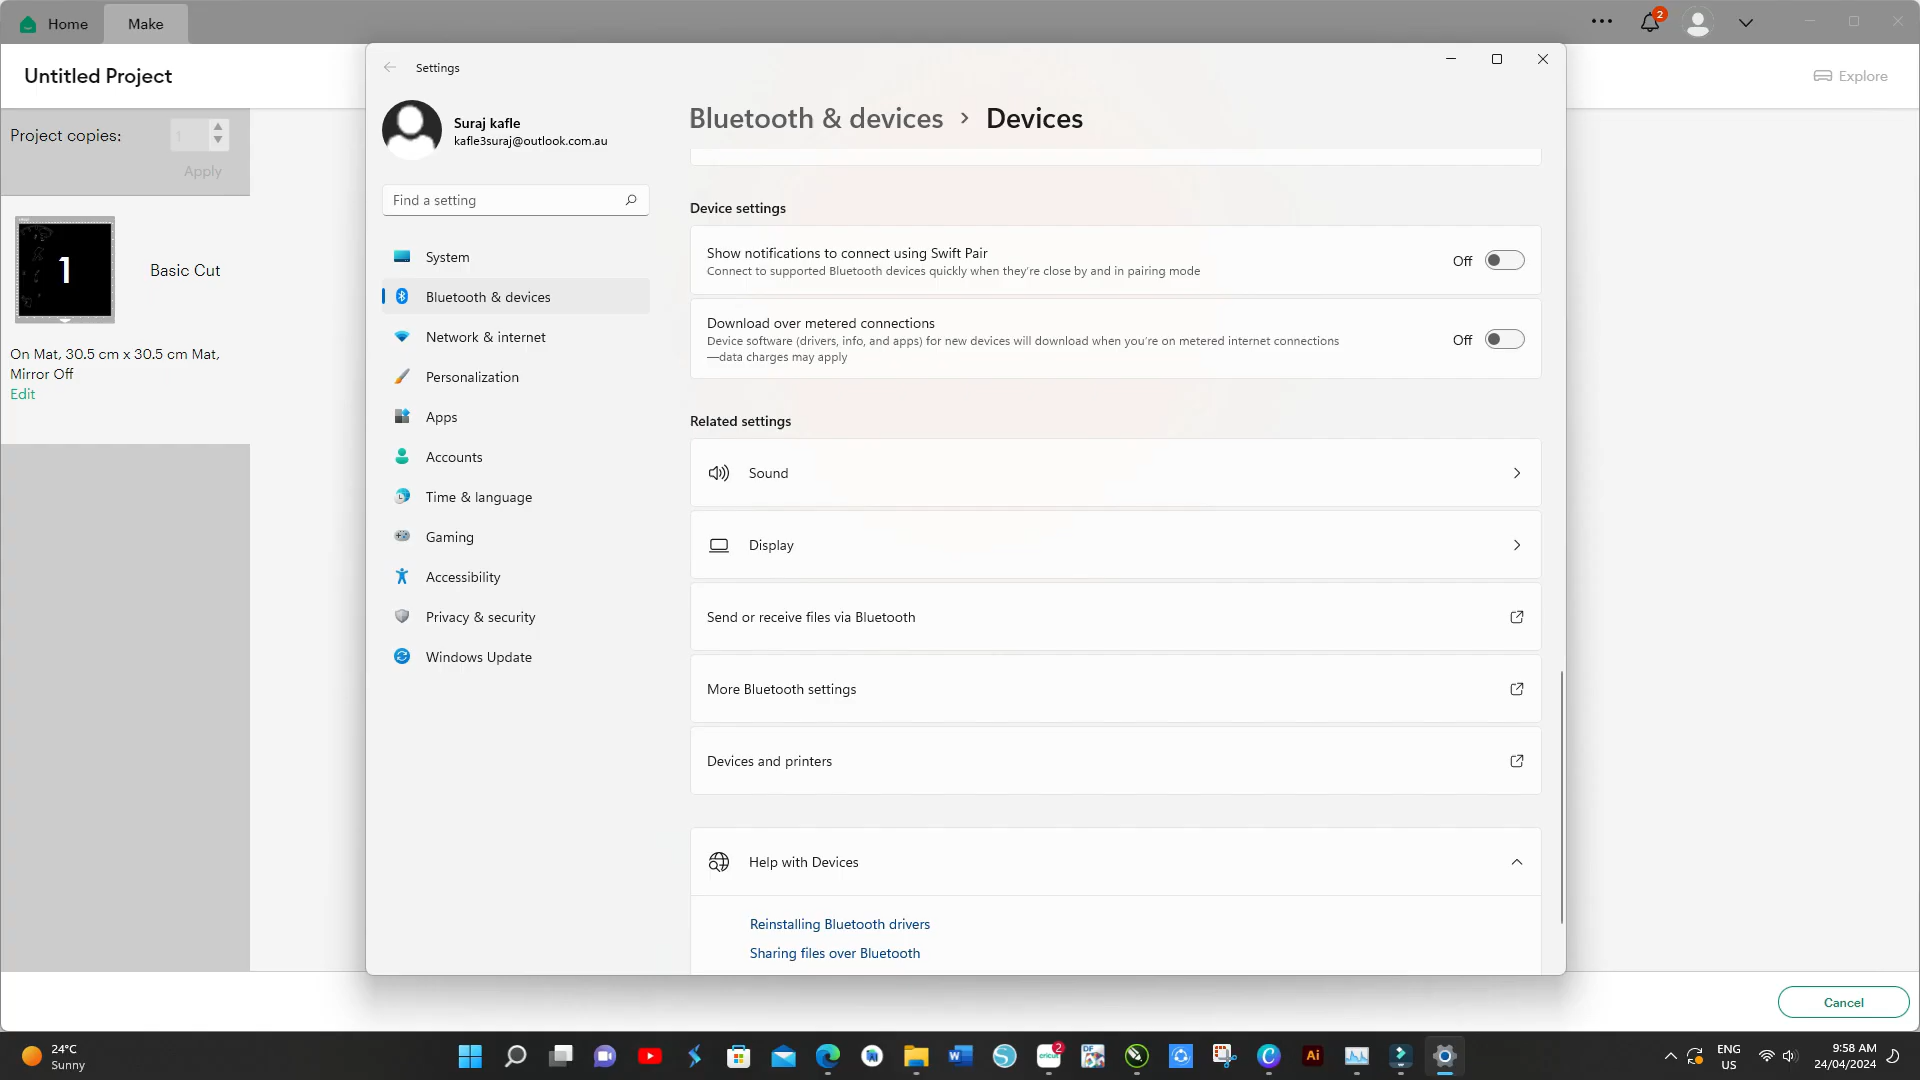 Home
Make
2
Untitled Project
Explore
Project copies:
1
Apply
1
Basic Cut
On Mat, 30.5 cm x 30.5 cm Mat,
Mirror Off
Edit
Settings
Suraj kafle
kafle3suraj@outlook.com.au
Find a setting
System
Bluetooth & devices
Network & internet
Personalization
Apps
Accounts
Time & language
Gaming
Accessibility
Privacy & security
Windows Update
Bluetooth & devices > Devices
Device settings
Show notifications to connect using Swift Pair
Connect to supported Bluetooth devices quickly when they're close by and in pairing mode
Off
Download over metered connections
Device software (drivers, info, and apps) for new devices will download when you're on metered internet connections
—data charges may apply
Off
Related settings
Sound
Display
Send or receive files via Bluetooth
More Bluetooth settings
Devices and printers
Help with Devices
Reinstalling Bluetooth drivers
Sharing files over Bluetooth
Cancel
24°C
Sunny
cricut
2
DF
Ai
ENG
US
9:58 AM
24/04/2024